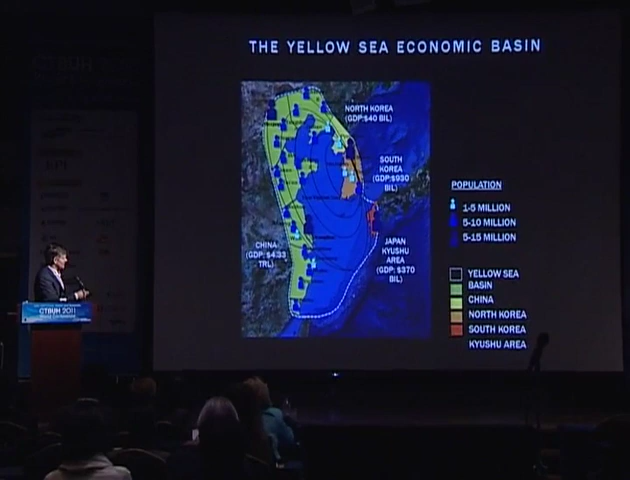 THE YELLOW SEA ECONOMIC BASIN
NORTH KOREA
(GDP:$40 BIL)
SOUTH
KOREA
(GDP:$930
BIL)
CHINA
(GDP: $4.33
TRL)
JAPAN
KYUSHU
AREA
(GDP: $370
BIL)
POPULATION
1-5 MILLION
5-10 MILLION
5-15 MILLION
YELLOW SEA
BASIN
CHINA
NORTH KOREA
SOUTH KOREA
KYUSHU AREA
CTBUH 2011